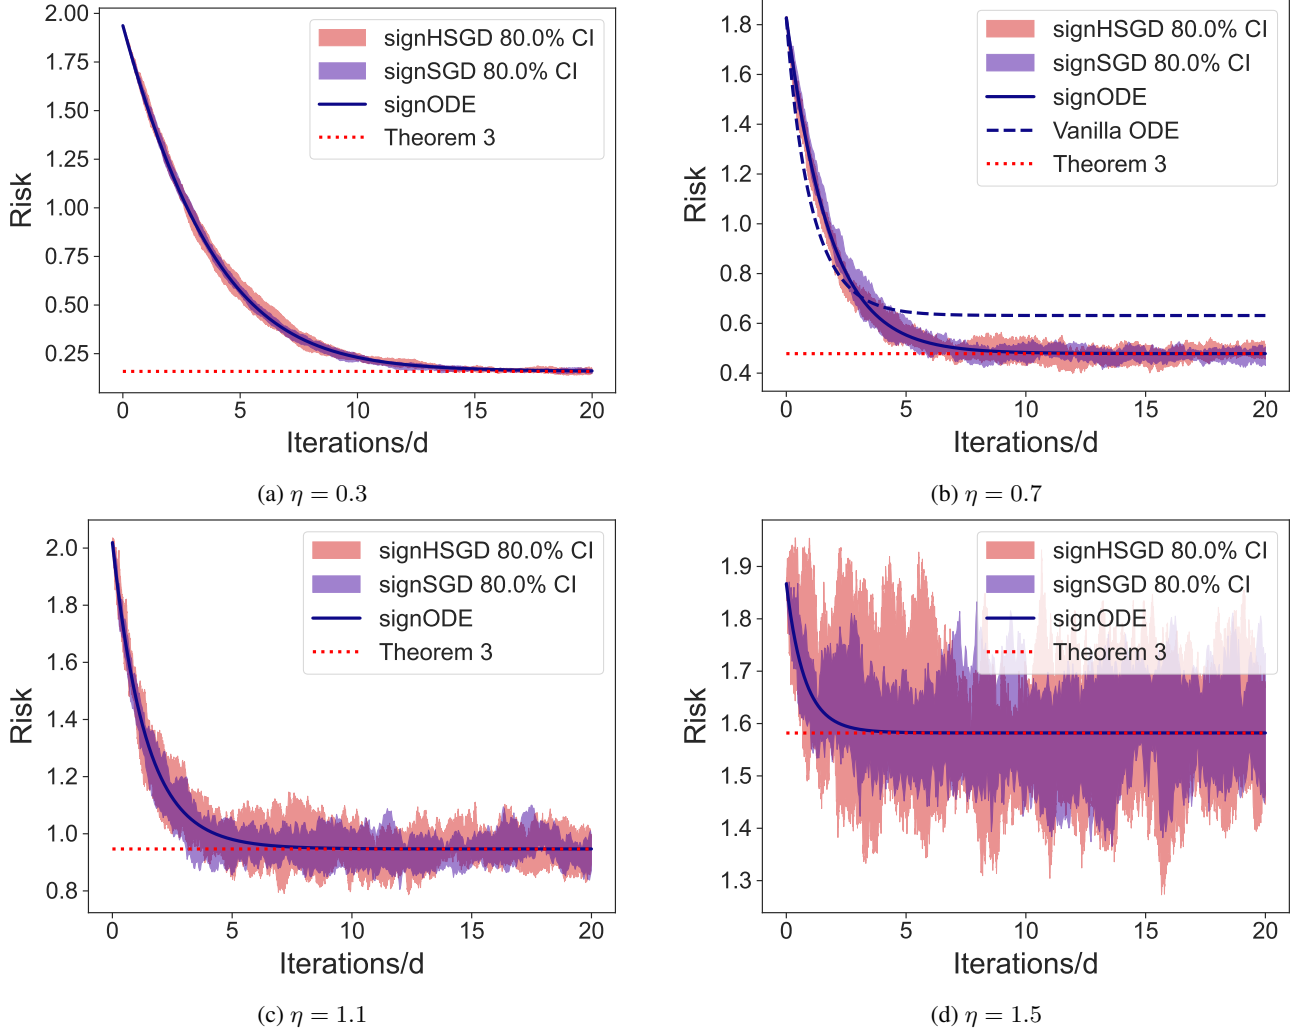 2.00
1.75
1.50
1.25
1.00
0.75
0.50
0.25
Risk
signHSGD 80.0% CI
signSGD 80.0% CI
signODE
Theorem 3
0 5 10 15 20
Iterations/d
(a) η = 0.3
1.8
1.6
1.4
1.2
1.0
0.8
0.6
0.4
Risk
signHSGD 80.0% CI
signSGD 80.0% CI
signODE
Vanilla ODE
Theorem 3
0 5 10 15 20
Iterations/d
(b) η = 0.7
2.0
1.8
1.6
1.4
1.2
1.0
0.8
Risk
signHSGD 80.0% CI
signSGD 80.0% CI
signODE
Theorem 3
0 5 10 15 20
Iterations/d
(c) η = 1.1
1.9
1.8
1.7
1.6
1.5
1.4
1.3
Risk
signHSGD 80.0% CI
signSGD 80.0% CI
signODE
Theorem 3
0 5 10 15 20
Iterations/d
(d) η = 1.5